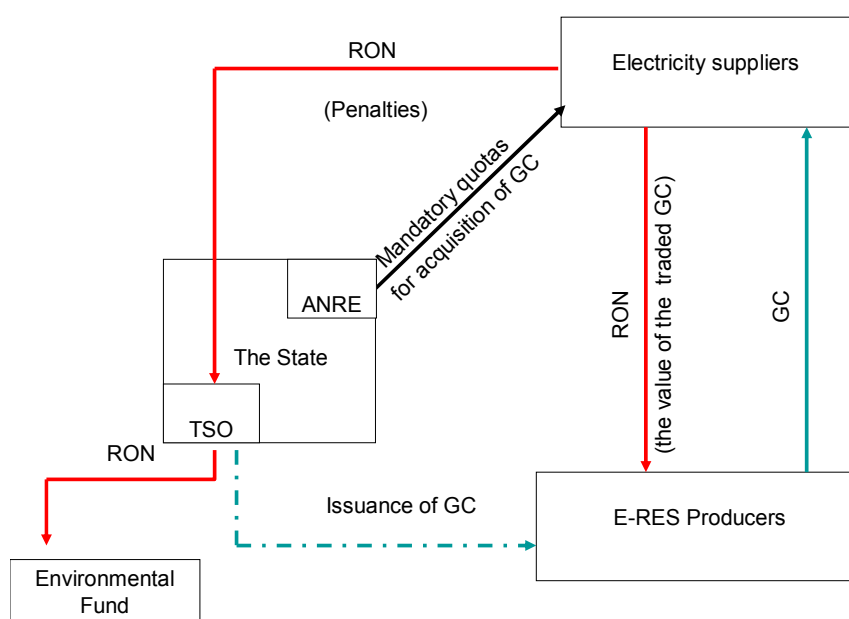 RON
Electricity suppliers
(Penalties)
Mandatory quotas
for acquisition of GC
ANRE
The State
TSO
RON
(the value of the traded GC)
GC
RON
Issuance of GC
E-RES Producers
Environmental
Fund